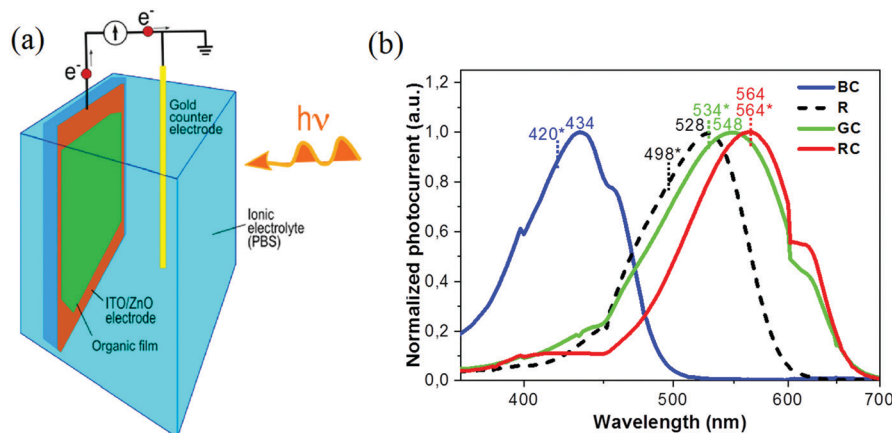 (a)
e-
e-
Gold
counter
electrode
hν
Ionic
electrolyte
(PBS)
ITO/ZnO
electrode
Organic film
(b)
Normalized photocurrent (a.u.)
1,2
1,0
0,8
0,6
0,4
0,2
0,0
420*
434
498*
528
534*
548
564
564*
BC
R
GC
RC
400
500
600
700
Wavelength (nm)